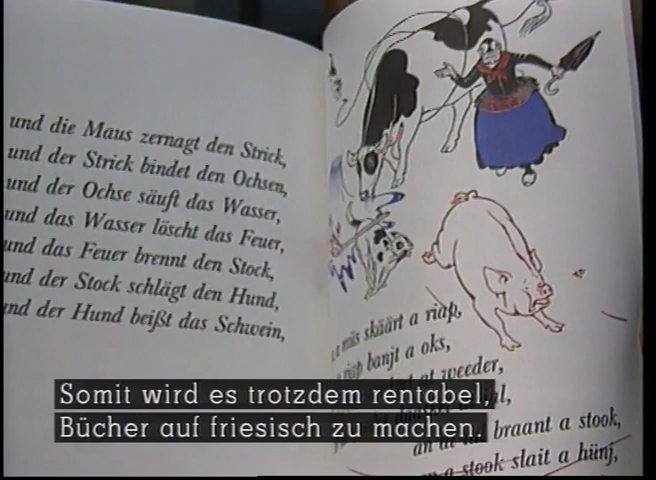 und die Maus zernagt den Strick,
und der Strick bindet den Ochsen,
und der Ochse säuft das Wasser,
und das Wasser löscht das Feuer,
und das Feuer brennt den Stock,
und der Stock schlägt den Hund,
und der Hund beißt das Schwein,
a müs skäärt a riap,
banjt a oks,
weeder,
braant a stook,
a stook slait a hünj,
Somit wird es trotzdem rentabel,
Bücher auf friesisch zu machen.